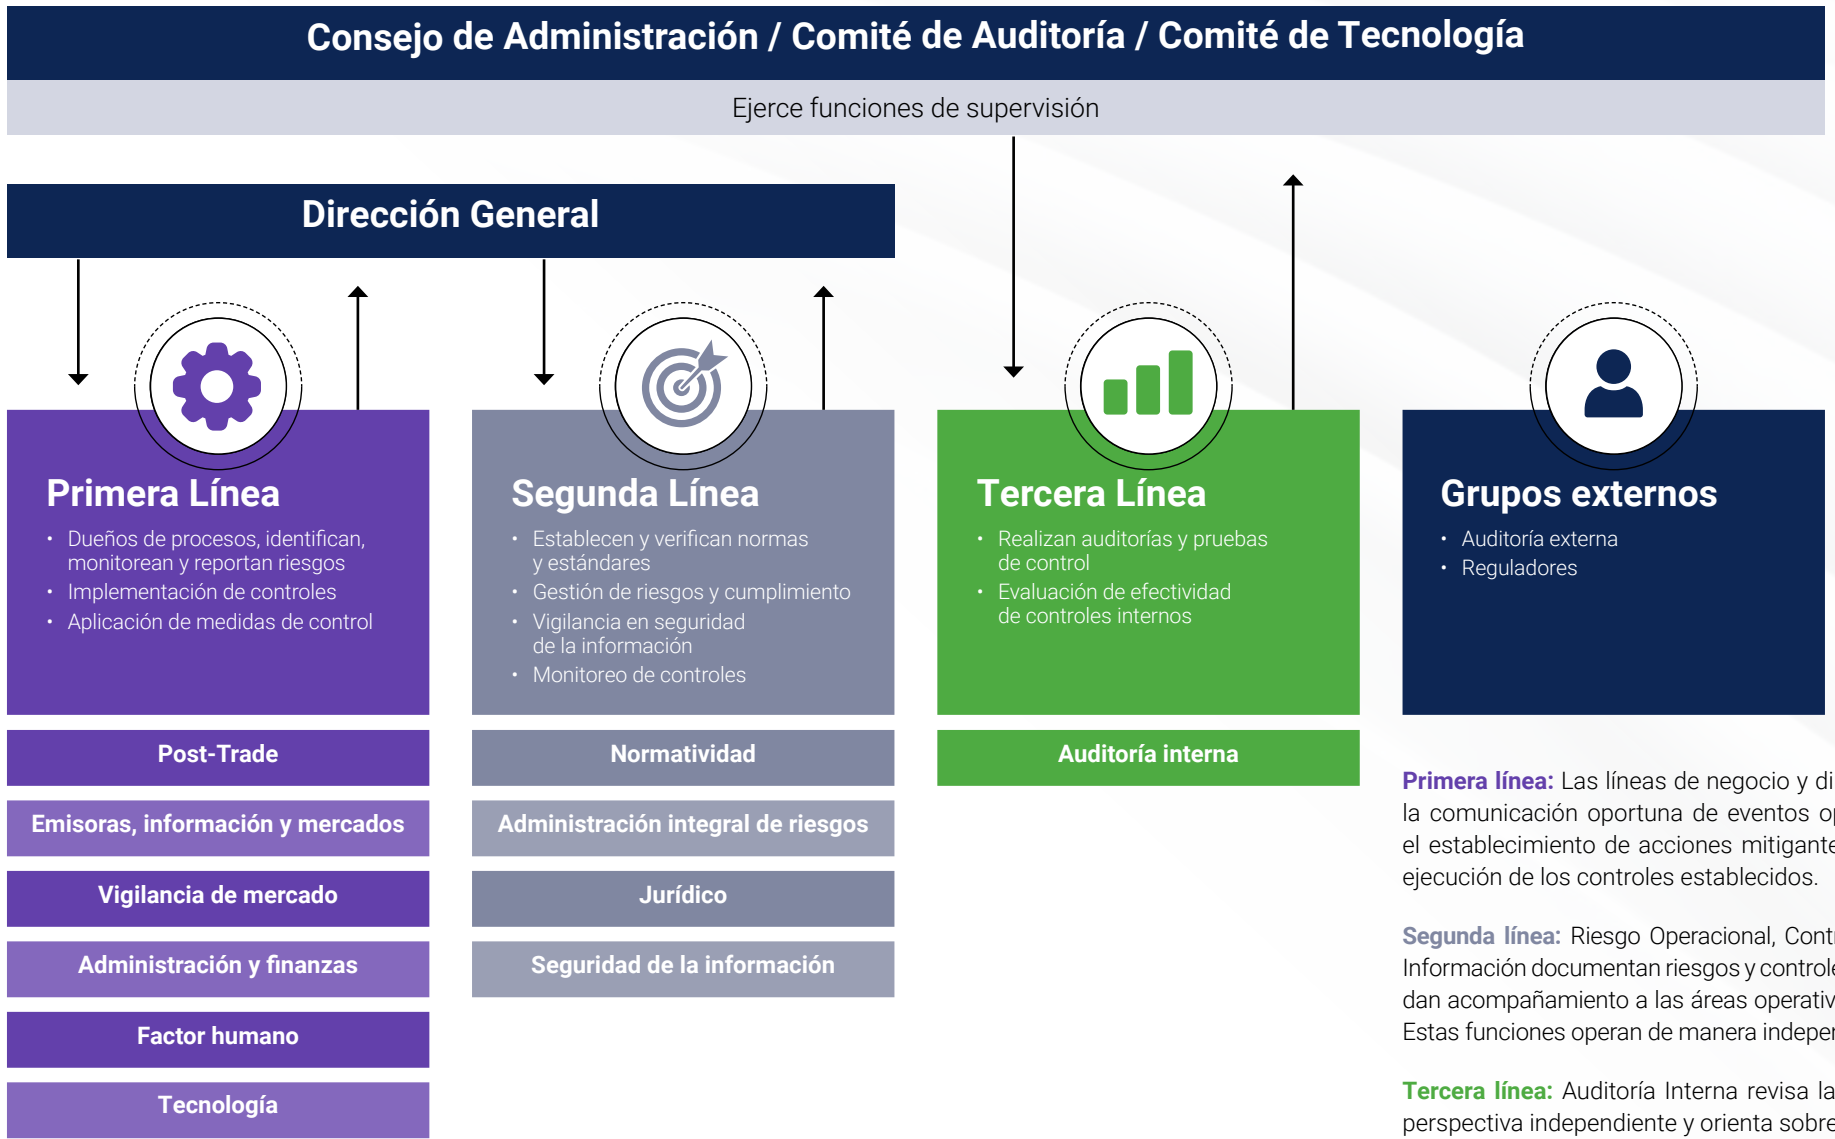 Consejo de Administración / Comité de Auditoría / Comité de Tecnología
Ejerce funciones de supervisión
Dirección General
Primera Línea
• Dueños de procesos, identifican,
monitorean y reportan riesgos
• Implementación de controles
• Aplicación de medidas de control
Post-Trade
Emisoras, información y mercados
Vigilancia de mercado
Administración y finanzas
Factor humano
Tecnología
Segunda Línea
• Establecen y verifican normas
y estándares
• Gestión de riesgos y cumplimiento
• Vigilancia en seguridad
de la información
• Monitoreo de controles
Normatividad
Administración integral de riesgos
Jurídico
Seguridad de la información
Tercera Línea
• Realizan auditorías y pruebas
de control
• Evaluación de efectividad
de controles internos
Auditoría interna
Grupos externos
• Auditoría externa
• Reguladores
Primera línea: Las líneas de negocio y di
la comunicación oportuna de eventos op
el establecimiento de acciones mitigante
ejecución de los controles establecidos.
Segunda línea: Riesgo Operacional, Contr
Información documentan riesgos y controle
dan acompañamiento a las áreas operativ
Estas funciones operan de manera indepen
Tercera línea: Auditoría Interna revisa la
perspectiva independiente y orienta sobre